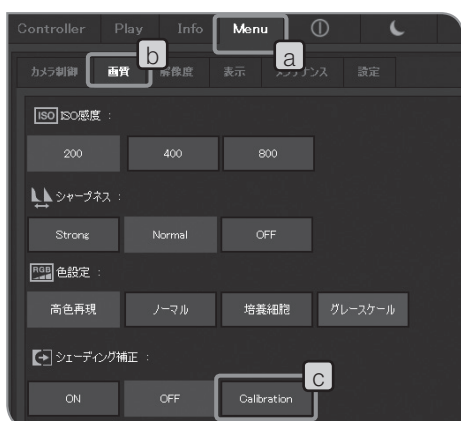 Controller Play Info Menu
a
b
カメラ制御 画質 解像度 表示 メンテナンス 設定
ISO ISO感度 :
200 400 800
シャープネス :
Strong Normal OFF
RGB 色設定 :
高色再現 ノーマル 培養細胞 グレースケール
シェーディング補正 :
c
ON OFF Calibration